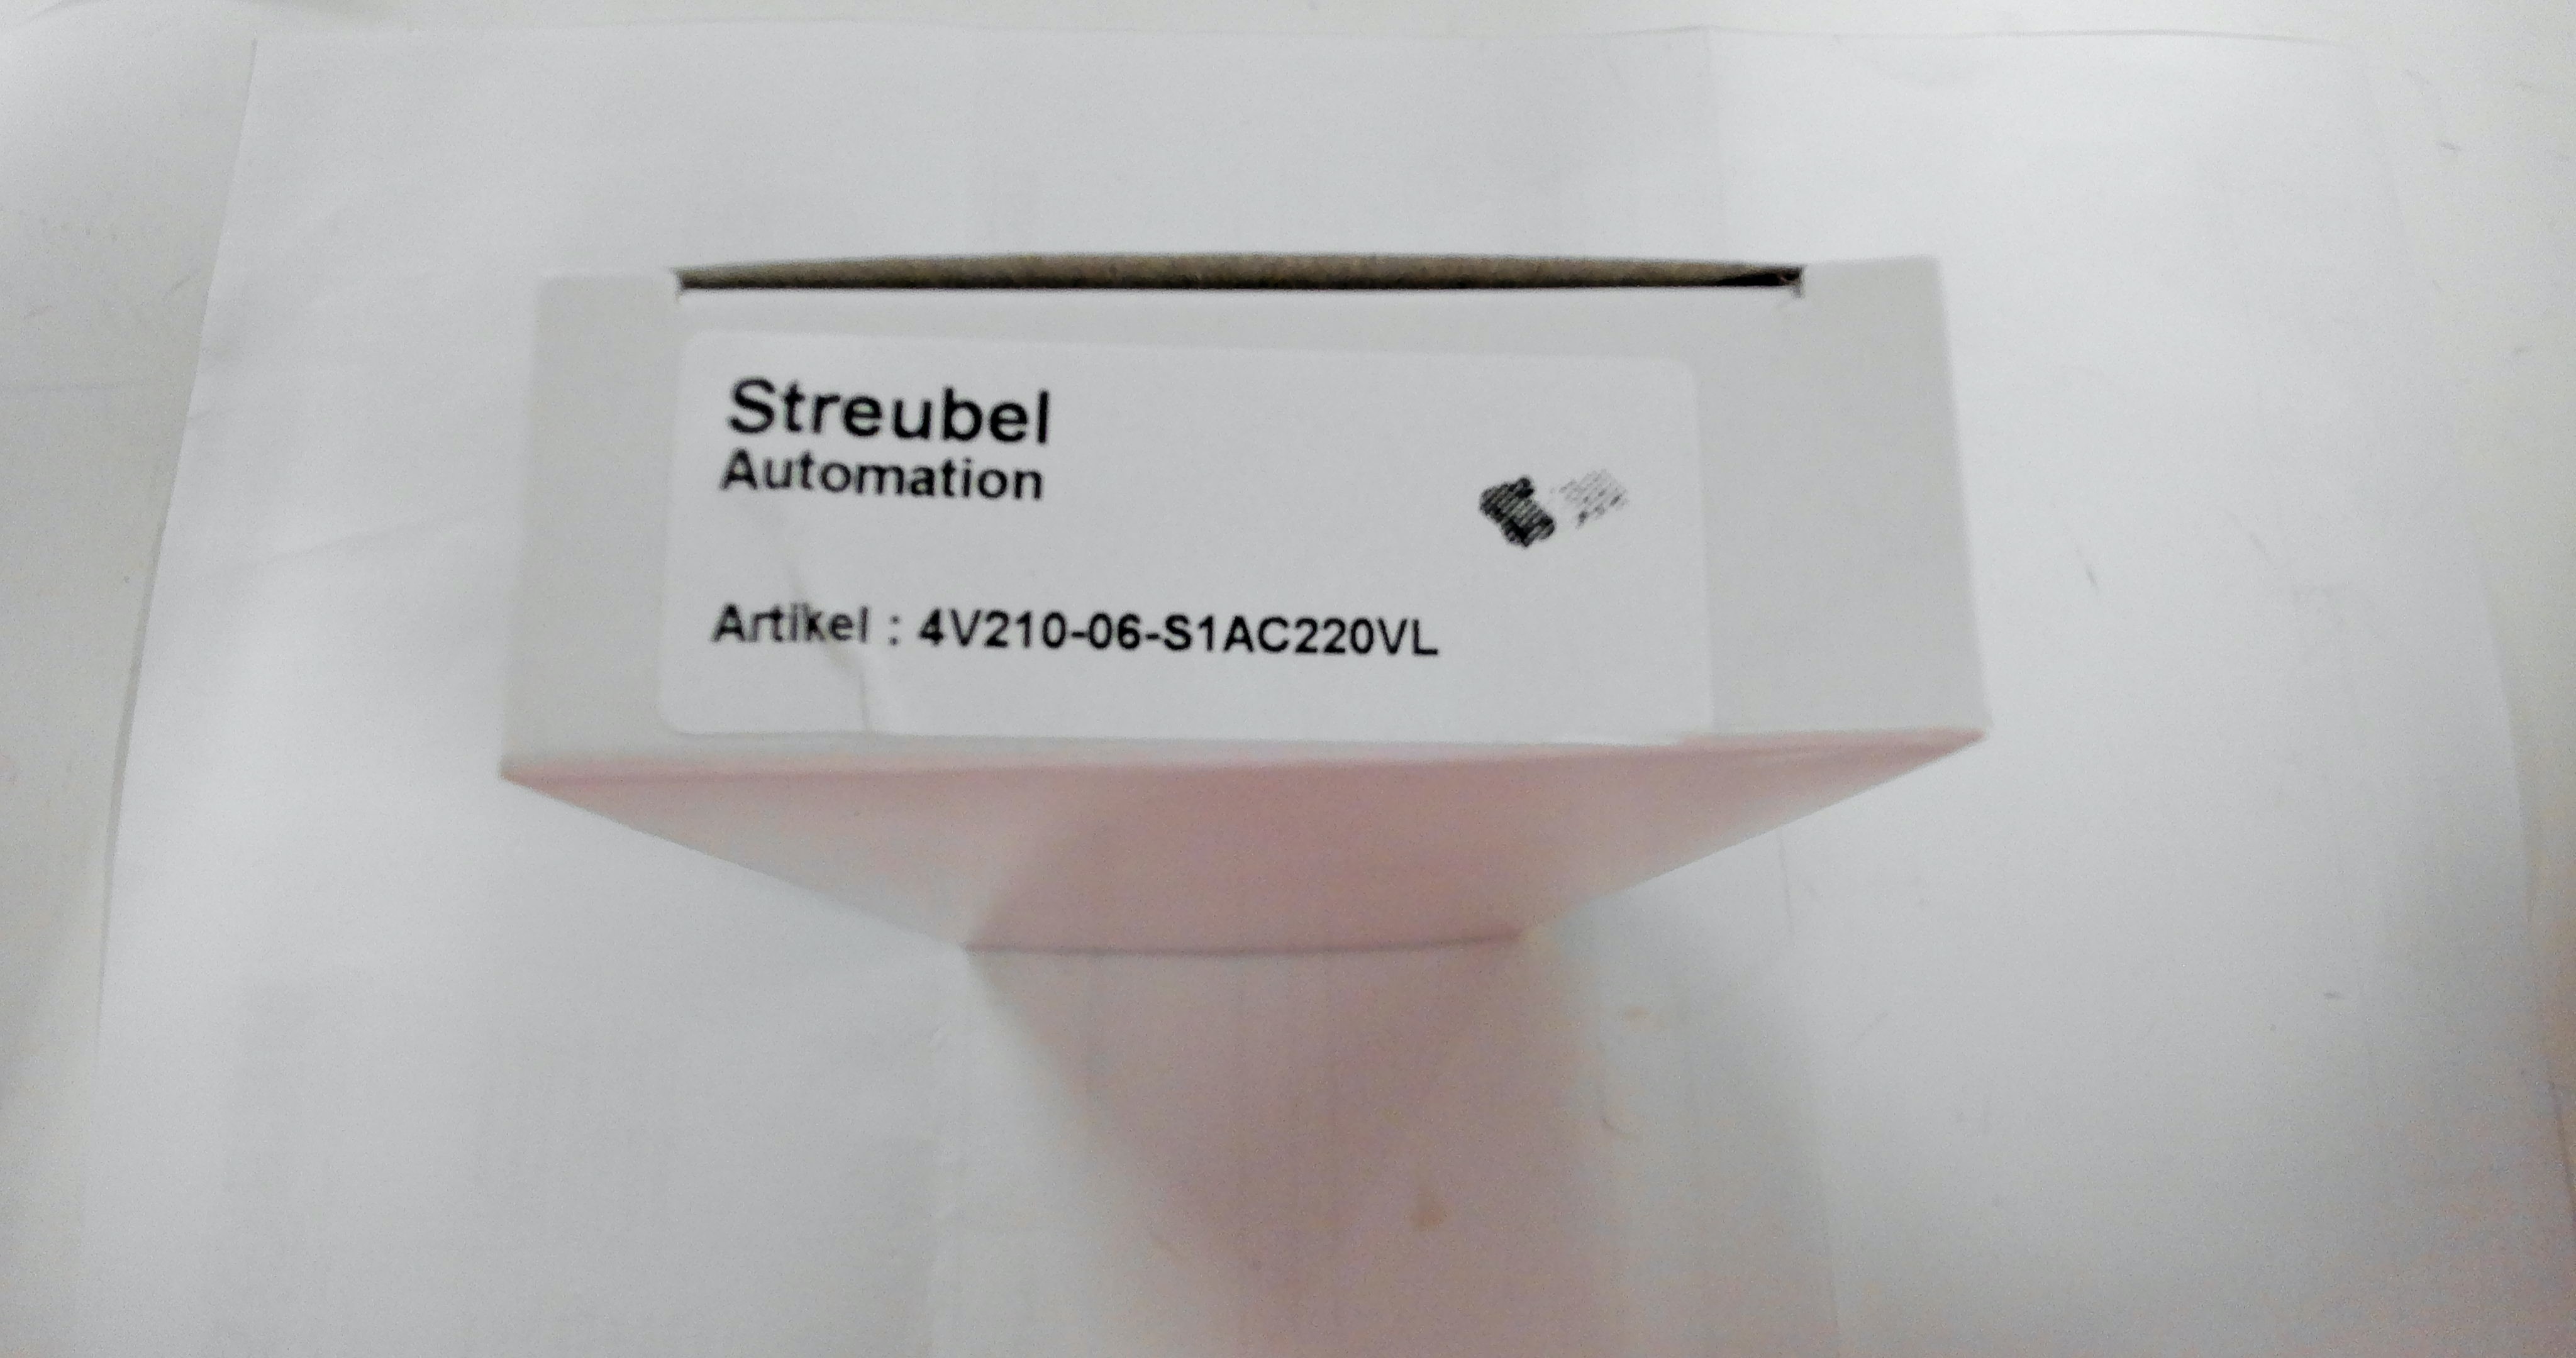 Streubel
Automation
Artikel : 4V210-06-S1AC220VL